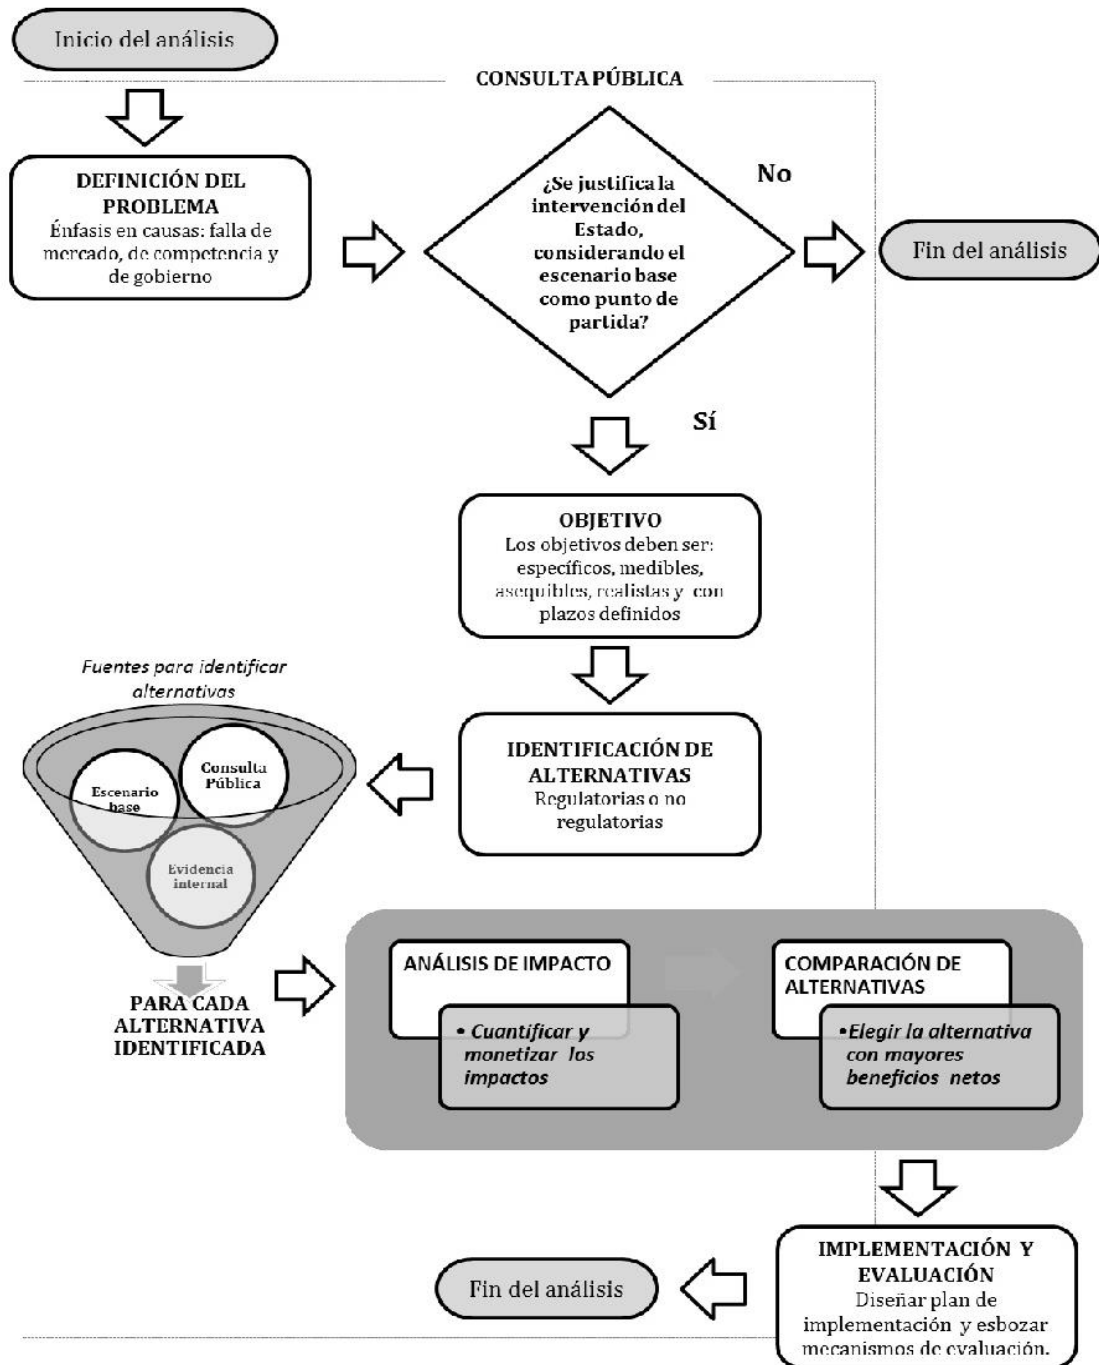 Inicio del análisis
CONSULTA PÚBLICA
DEFINICIÓN DEL
PROBLEMA
Énfasis en causas: falla de
mercado, de competencia y
de gobierno
¿Se justifica la
intervención del
Estado,
considerando el
escenario base
como punto de
partida?
No
Fin del análisis
Sí
OBJETIVO
Los objetivos deben ser:
específicos, medibles,
asequibles, realistas y con
plazos definidos
IDENTIFICACIÓN DE
ALTERNATIVAS
Regulatorias o no
regulatorias
Fuentes para identificar
alternativas
Consulta
Pública
Escenario
base
Evidencia
internal
PARA CADA
ALTERNATIVA
IDENTIFICADA
ANÁLISIS DE IMPACTO
• Cuantificar y
monetizar los
impactos
COMPARACIÓN DE
ALTERNATIVAS
•Elegir la alternativa
con mayores
beneficios netos
IMPLEMENTACIÓN Y
EVALUACIÓN
Diseñar plan de
implementación y esbozar
mecanismos de evaluación.
Fin del análisis